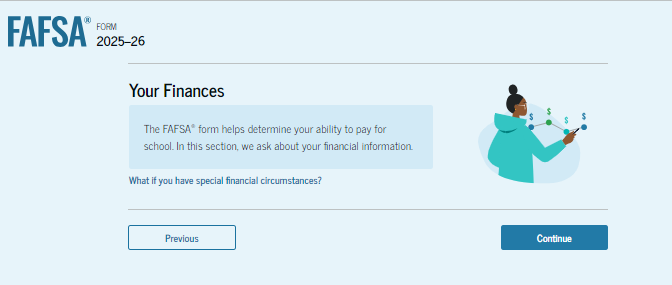 FAFSA® FORM
2025–26
Your Finances
The FAFSA® form helps determine your ability to pay for
school. In this section, we ask about your financial information.
What if you have special financial circumstances?
$ $ $ $
Previous Continue